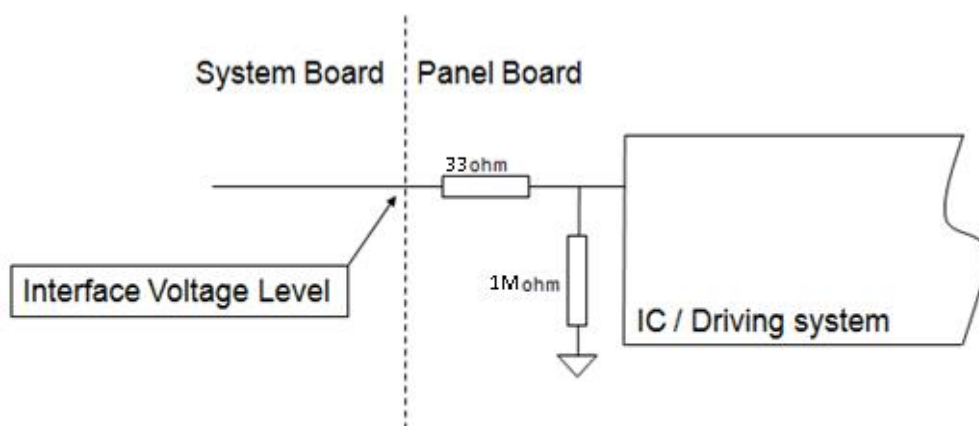 System Board
Panel Board
33ohm
Interface Voltage Level
1Mohm
IC / Driving system